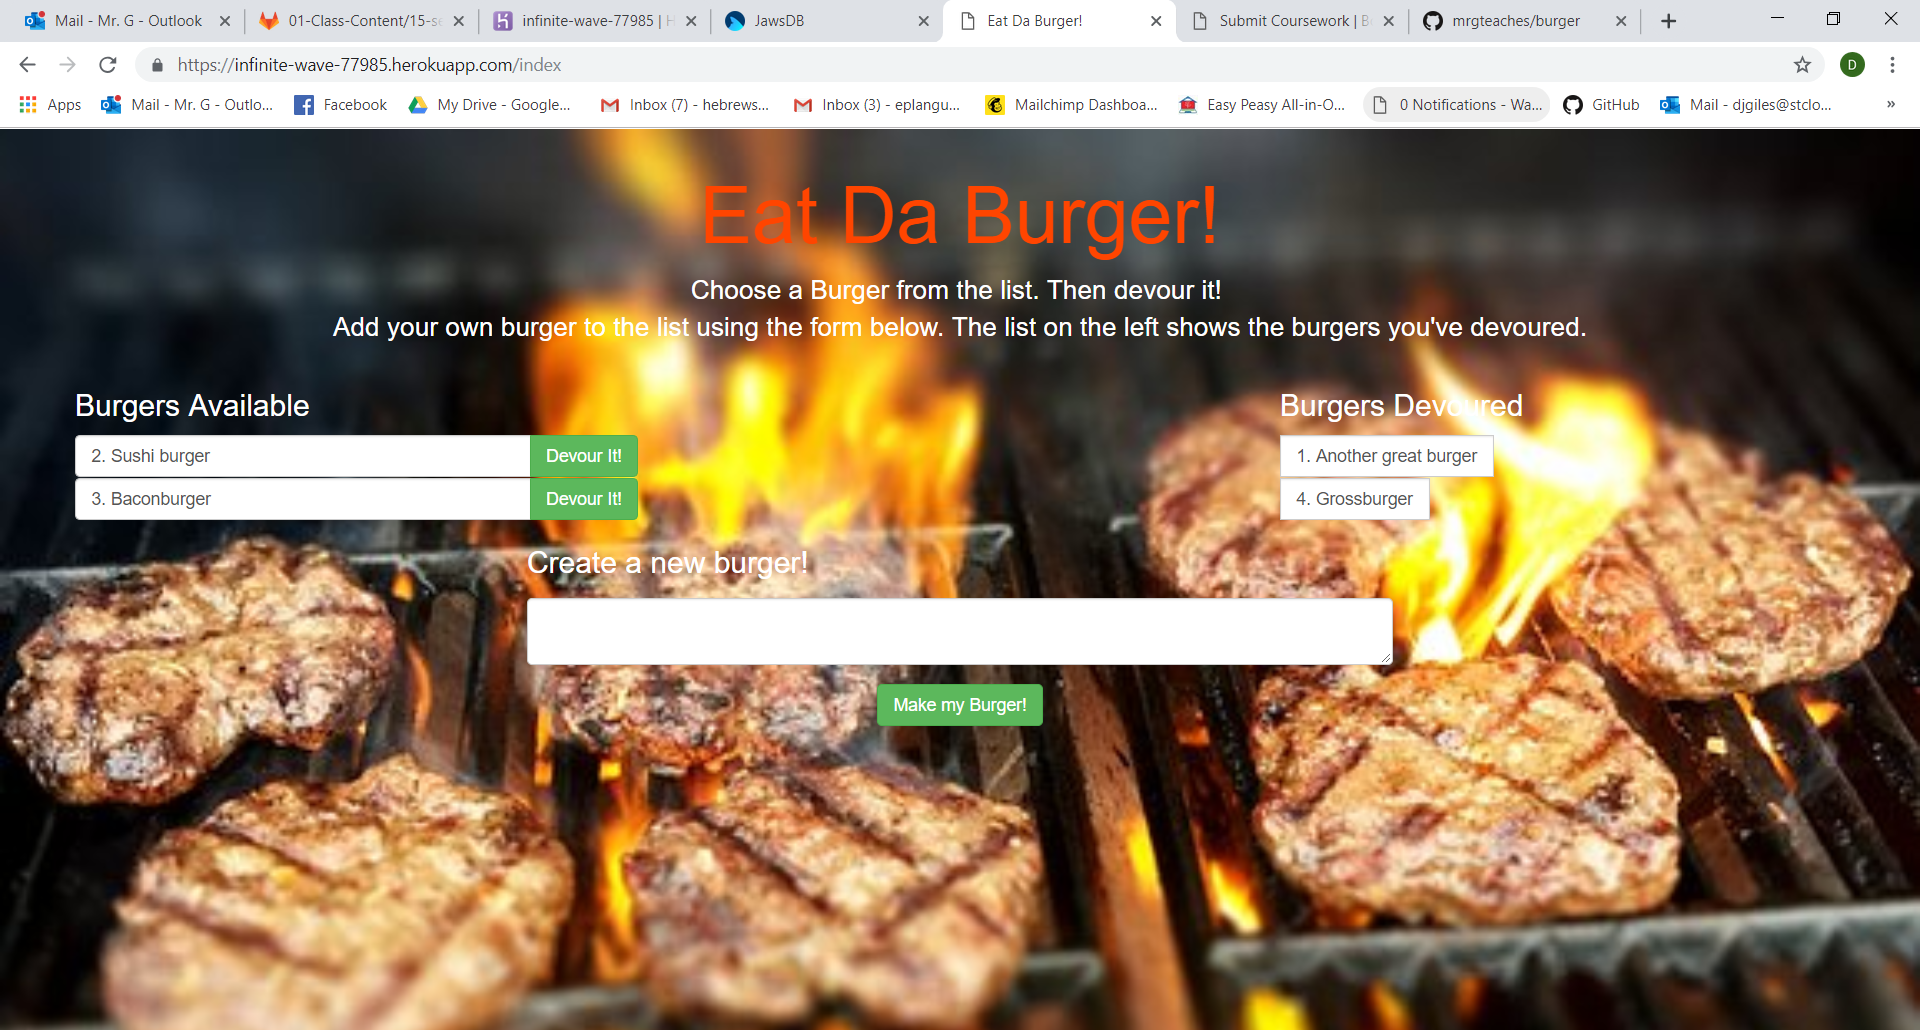 Mail - Mr. G - Outlook
01-Class-Content/15-se
infinite-wave-77985 | H
JawsDB
Eat Da Burger!
Submit Coursework | B
mrgteaches/burger
https://infinite-wave-77985.herokuapp.com/index
D
Apps
Mail - Mr. G - Outlo...
Facebook
My Drive - Google...
Inbox (7) - hebrews...
Inbox (3) - eplangu...
Mailchimp Dashboa...
Easy Peasy All-in-O...
0 Notifications - Wa...
GitHub
Mail - djgiles@stclo...
»
Eat Da Burger!
Choose a Burger from the list. Then devour it!
Add your own burger to the list using the form below. The list on the left shows the burgers you've devoured.
Burgers Available
2. Sushi burger
Devour It!
3. Baconburger
Devour It!
Burgers Devoured
1. Another great burger
4. Grossburger
Create a new burger!
Make my Burger!